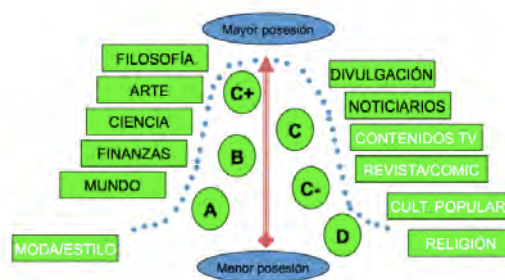 Mayor posesión
FILOSOFÍA
ARTE
CIENCIA
FINANZAS
MUNDO
MODA/ESTILO
C+
B
A
C
C-
D
DIVULGACIÓN
NOTICIARIOS
CONTENIDOS TV
REVISTA/COMIC
CULT. POPULAR
RELIGIÓN
Menor posesión